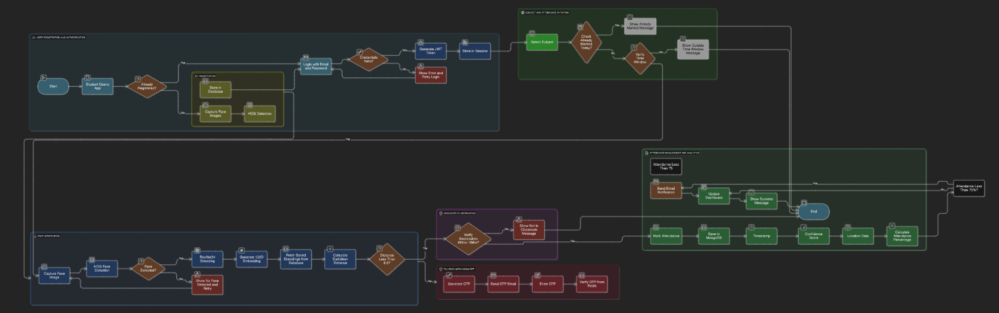 USER REGISTRATION AND AUTHENTICATION
Start
Student Opens
App
Already
Registered?
Yes
No
REGISTRATION
Store in
Database
Capture Face
Images
HOG Detection
Login with Email
and Password
Credentials
Valid?
Yes
No
Generate JWT
Token
Store in Session
Show Error and
Retry Login
SUBJECT AND ATTENDANCE INITIATION
Select Subject
Check
Already
Marked
Today?
Yes
No
Show Already
Marked Message
Verify
Time
Window
No
Show Outside
Time Window
Message
Yes
ATTENDANCE MANAGEMENT AND ANALYTICS
Attendance Less
Than 75
Send Email
Notification
Update
Dashboard
Show Success
Message
End
Yes
No
Attendance Less
Than 75%?
Mark Attendance
Save to
MongoDB
Timestamp
Confidence
Score
Location Data
Calculate
Attendance
Percentage
GEOLOCATION VERIFICATION
Verify
Geolocation
Within 100m?
No
Show Not in
Classroom
Message
Yes
FACE VERIFICATION
Capture Face
Image
HOG Face
Detection
Face
Detected?
Yes
No
ResNet34
Encoding
Show No Face
Detected and
Retry
Generate 128D
Embedding
Fetch Stored
Encodings from
Database
Calculate
Euclidean
Distance
Distance
Less Than
0.6?
Yes
No
FALLBACK MECHANISM OTP
Generate OTP
Send OTP Email
Enter OTP
Verify OTP from
Redis